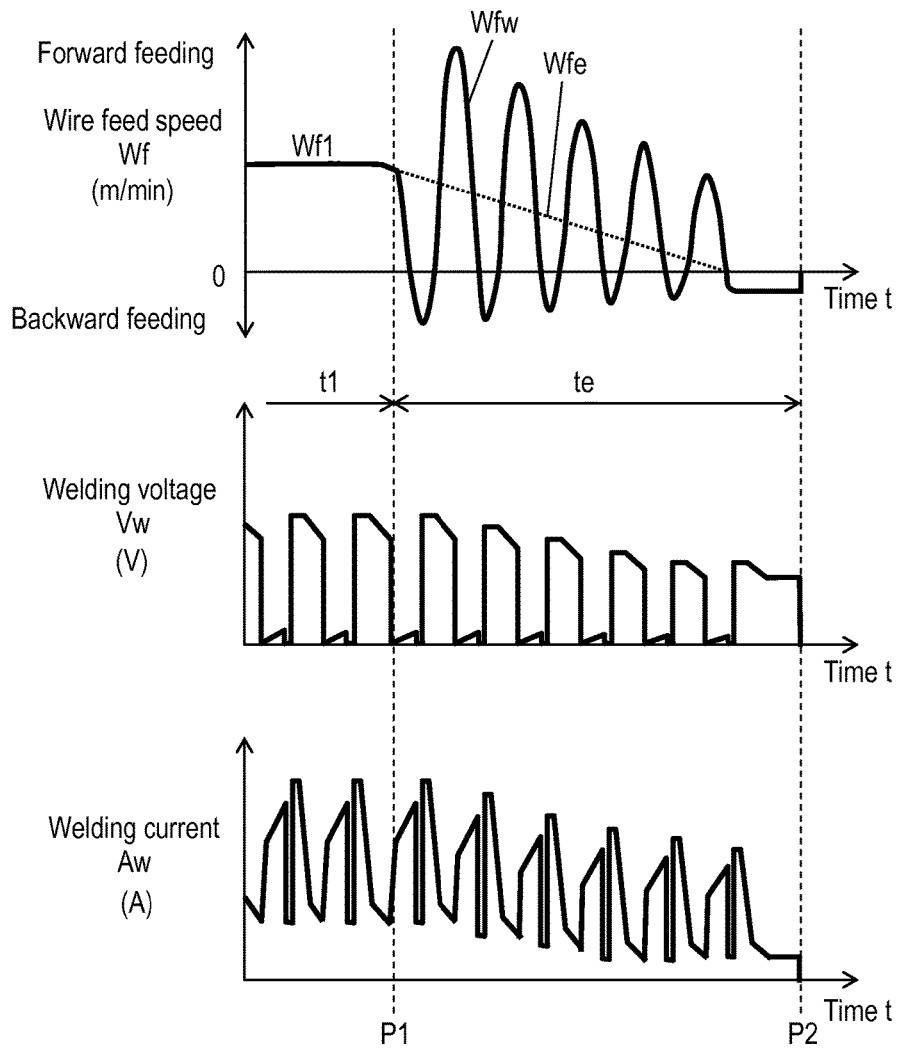 Forward feeding
Wfw
Wfe
Wire feed speed
Wf
(m/min)
Wf1
0
Time t
Backward feeding
t1
te
Welding voltage
Vw
(V)
Time t
Welding current
Aw
(A)
Time t
P1
P2